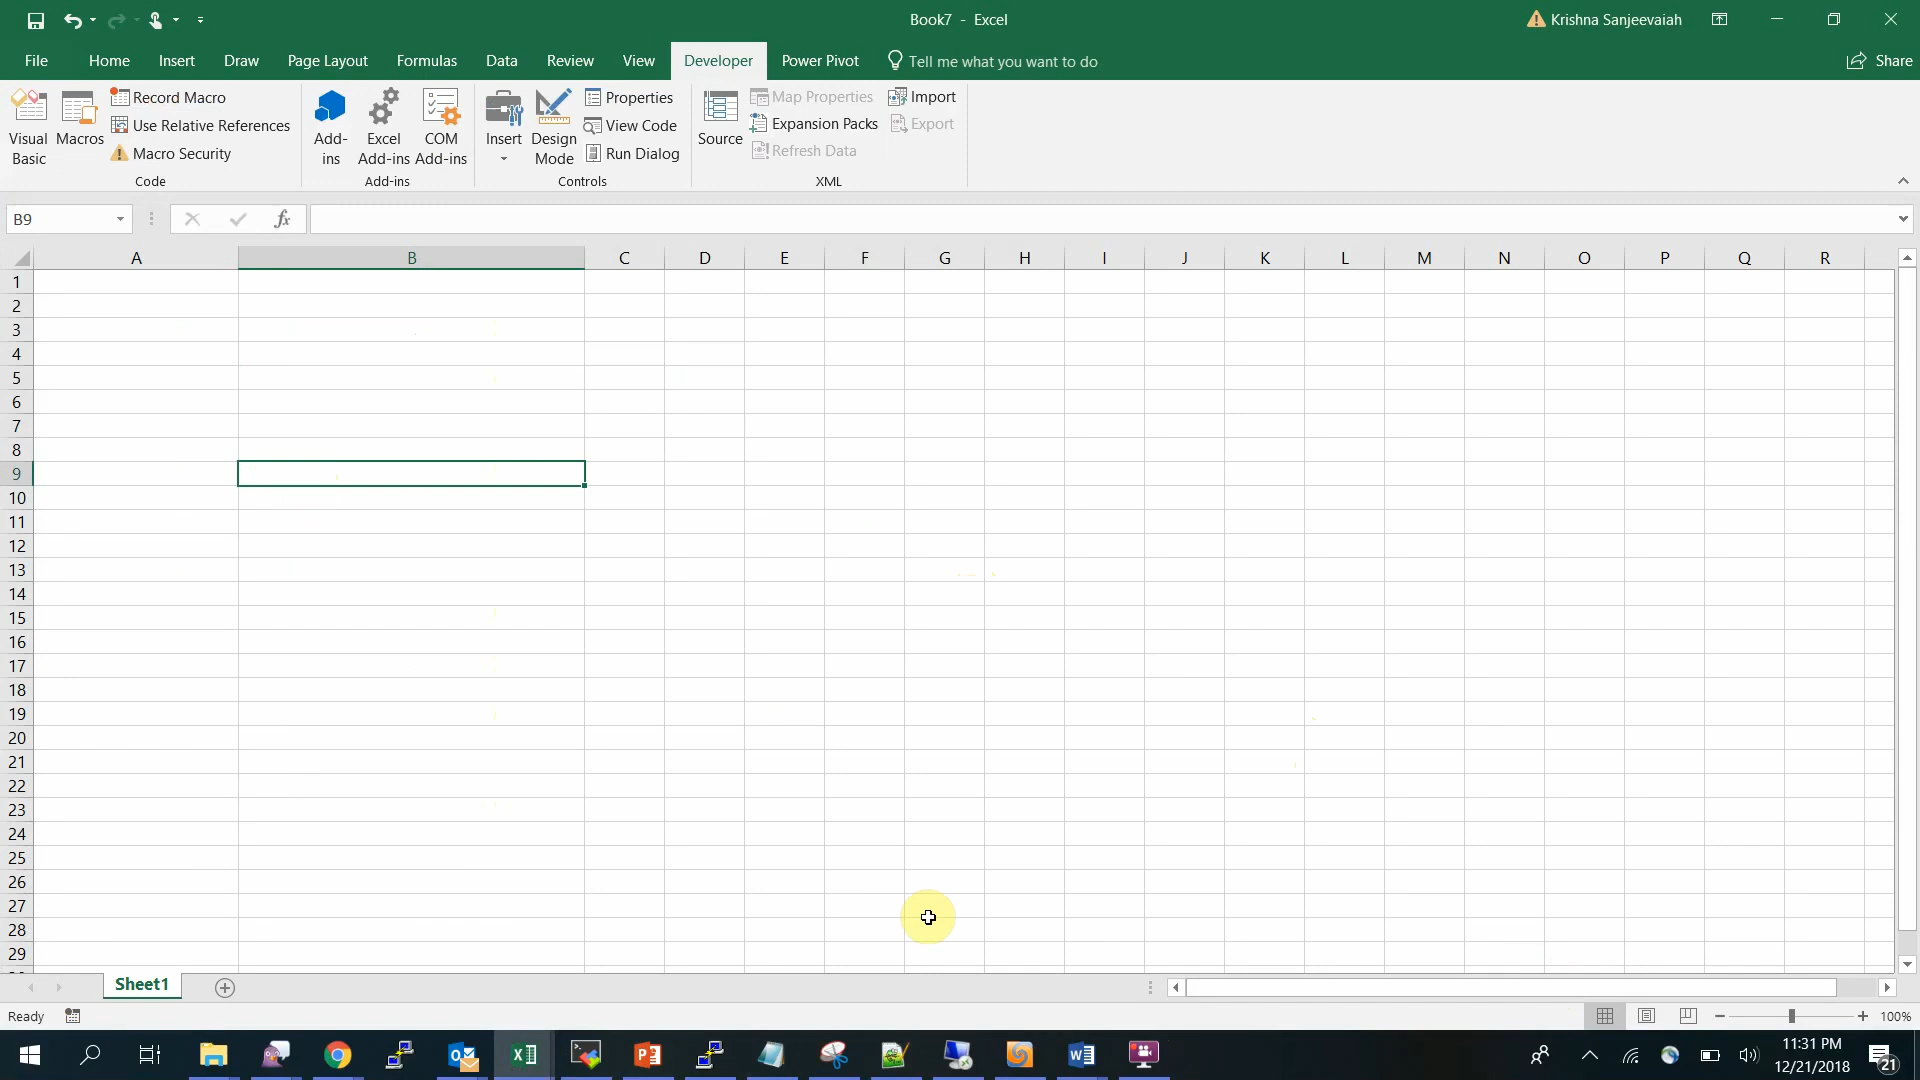 Book7 - Excel
Krishna Sanjeevaiah
File Home Insert Draw Page Layout Formulas Data Review View Developer Power Pivot Tell me what you want to do Share
Visual Basic
Macros
Record Macro
Use Relative References
Macro Security
Code
Add-ins
Excel Add-ins
COM Add-ins
Add-ins
Insert
Design Mode
Properties
View Code
Run Dialog
Controls
Source
Map Properties
Expansion Packs
Refresh Data
Import
Export
XML
B9 fx
A B C D E F G H I J K L M N O P Q R
1
2
3
4
5
6
7
8
9
10
11
12
13
14
15
16
17
18
19
20
21
22
23
24
25
26
27
28
29
Sheet1
Ready 100%
11:31 PM
12/21/2018
21